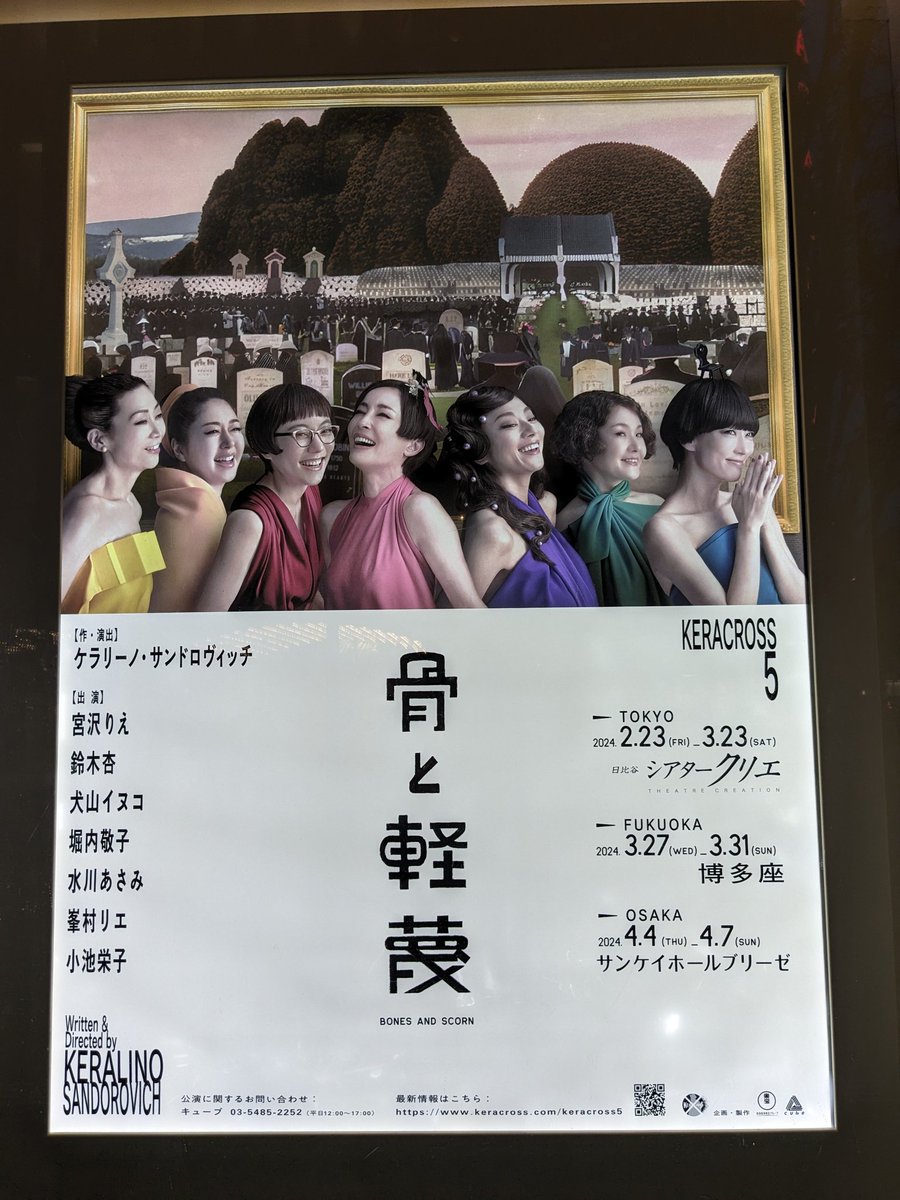 【作・演出】
ケラリーノ・サンドロヴィッチ
【出 演】
宮沢りえ
鈴木杏
犬山イヌコ
堀内敬子
水川あさみ
峯村リエ
小池栄子
Written &
Directed by
KERALINO
SANDOROVICH
骨と軽蔑
BONES AND SCORN
KERACROSS
5
TOKYO
2024. 2.23 (FRI) – 3.23 (SAT)
日比谷 シアタークリエ
THEATRE CREATION
FUKUOKA
2024. 3.27 (WED) – 3.31 (SUN)
博多座
OSAKA
2024. 4.4 (THU) – 4.7 (SUN)
サンケイホールブリーゼ
公演に関するお問い合わせ：
キューブ 03-5485-2252 (平日12:00〜17:00)
最新情報はこちら：
https://www.keracross.com/keracross5
企画・製作
cube